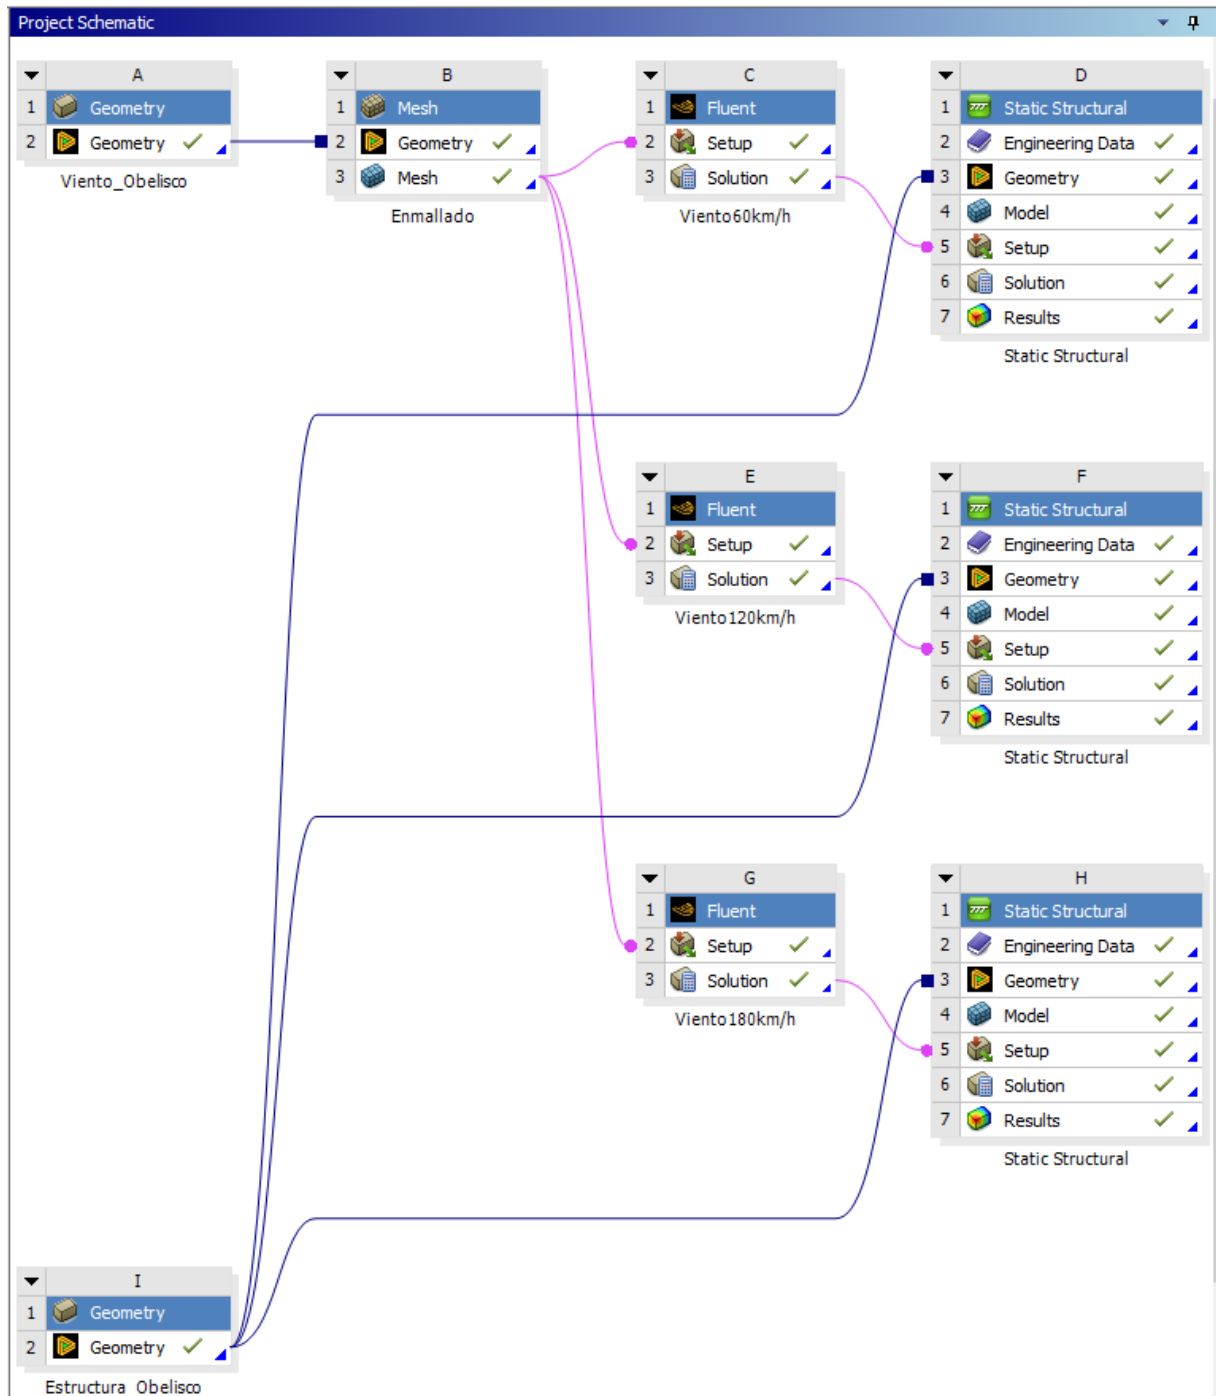 Project Schematic
A
1 Geometry
2 Geometry
Viento_Obelisco
B
1 Mesh
2 Geometry
3 Mesh
Enmallado
C
1 Fluent
2 Setup
3 Solution
Viento60km/h
D
1 Static Structural
2 Engineering Data
3 Geometry
4 Model
5 Setup
6 Solution
7 Results
Static Structural
E
1 Fluent
2 Setup
3 Solution
Viento120km/h
F
1 Static Structural
2 Engineering Data
3 Geometry
4 Model
5 Setup
6 Solution
7 Results
Static Structural
G
1 Fluent
2 Setup
3 Solution
Viento180km/h
H
1 Static Structural
2 Engineering Data
3 Geometry
4 Model
5 Setup
6 Solution
7 Results
Static Structural
I
1 Geometry
2 Geometry
Estructura_Obelisco